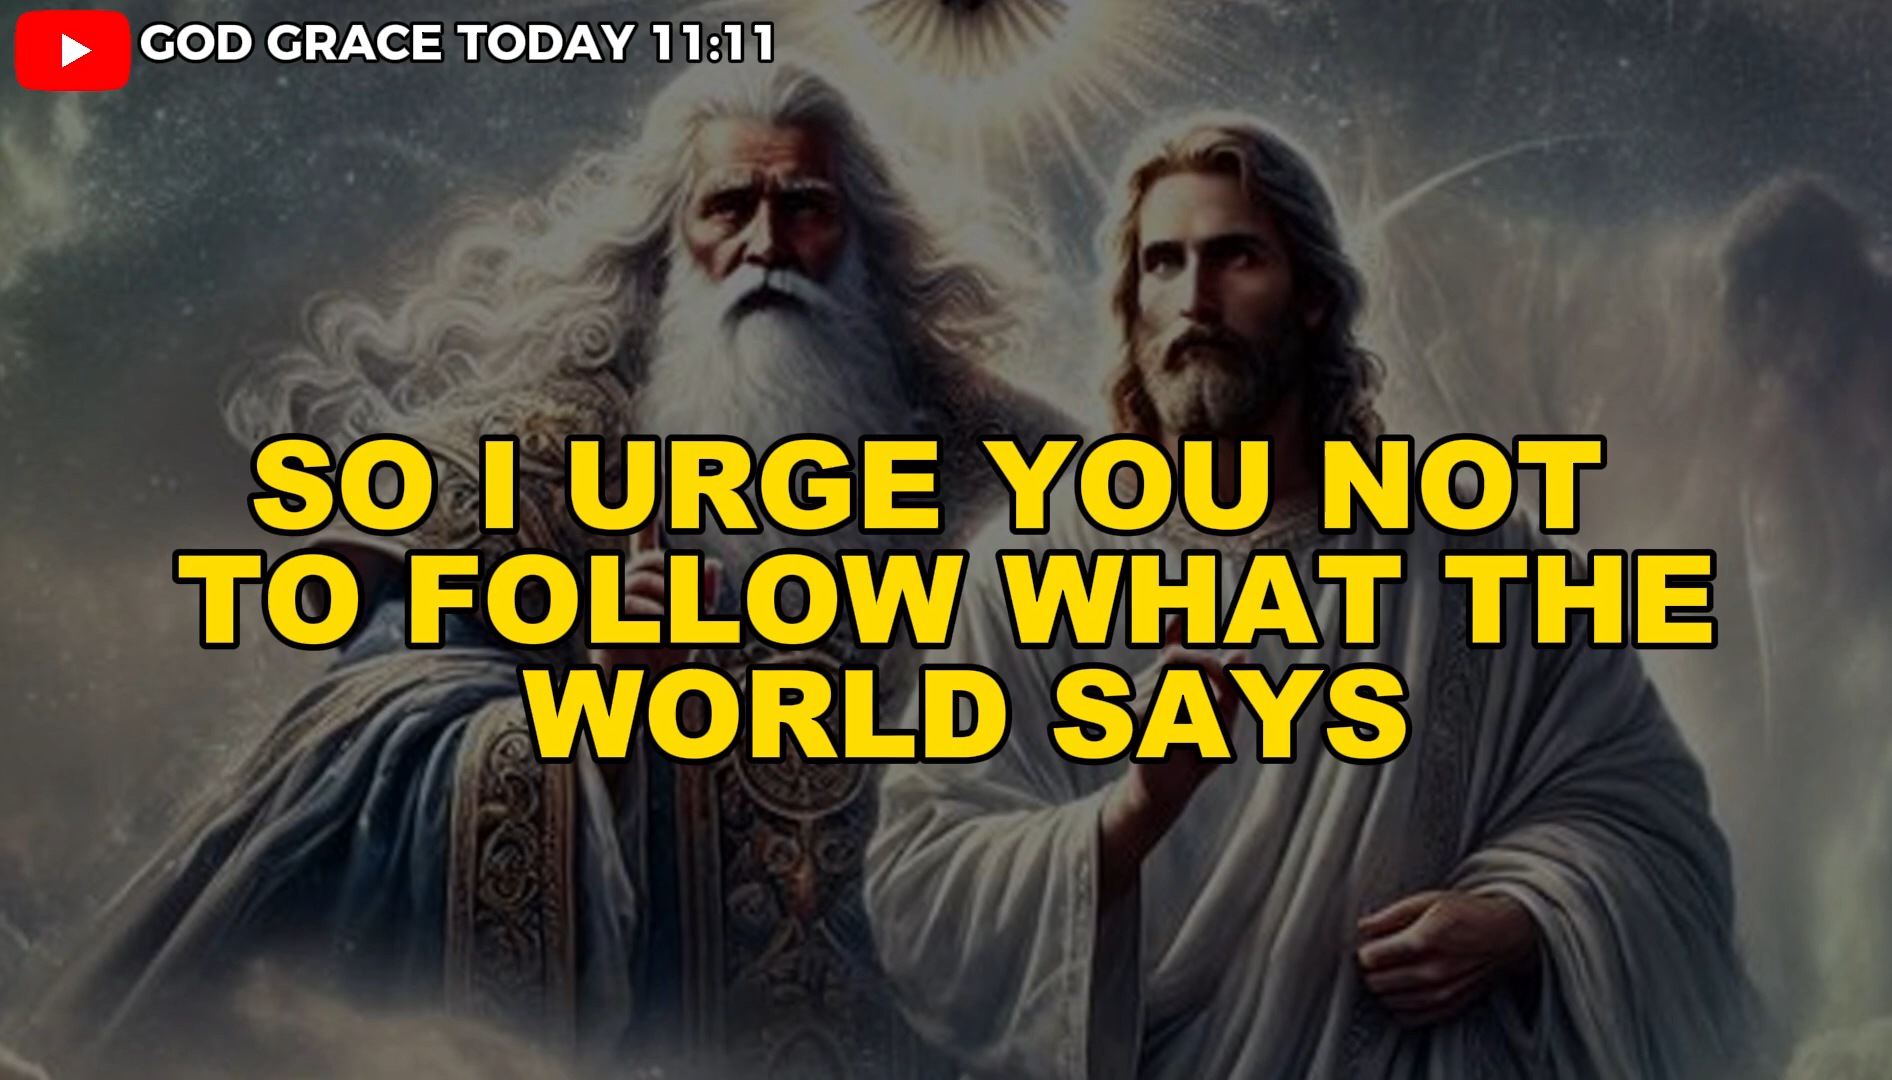 GOD GRACE TODAY 11:11
SO I URGE YOU NOT
TO FOLLOW WHAT THE
WORLD SAYS